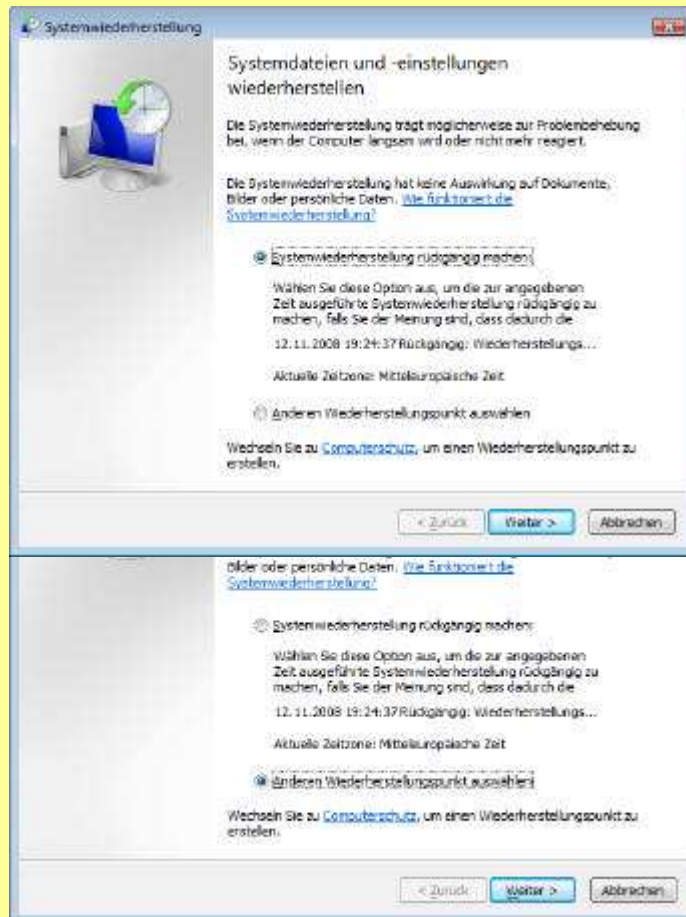 Systemwiederherstellung
Systemdateien und -einstellungen
wiederherstellen
Die Systemwiederherstellung trägt möglicherweise zur Problembehebung
bei, wenn der Computer langsam wird oder nicht mehr reagiert.
Die Systemwiederherstellung hat keine Auswirkung auf Dokumente,
Bilder oder persönliche Daten. Wie funktioniert die
Systemwiederherstellung?
Systemwiederherstellung rückgängig machen:
Wählen Sie diese Option aus, um die zur angegebenen
Zeit ausgeführte Systemwiederherstellung rückgängig zu
machen, falls Sie der Meinung sind, dass dadurch die
12.11.2008 19:24:37 Rückgängig: Wiederherstellungs...
Aktuelle Zeitzone: Mitteleuropäische Zeit
Anderen Wiederherstellungspunkt auswählen
Wechseln Sie zu Computerschutz, um einen Wiederherstellungspunkt zu
erstellen.
< Zurück Weiter > Abbrechen
Bilder oder persönliche Daten. Wie funktioniert die
Systemwiederherstellung?
Systemwiederherstellung rückgängig machen:
Wählen Sie diese Option aus, um die zur angegebenen
Zeit ausgeführte Systemwiederherstellung rückgängig zu
machen, falls Sie der Meinung sind, dass dadurch die
12.11.2008 19:24:37 Rückgängig: Wiederherstellungs...
Aktuelle Zeitzone: Mitteleuropäische Zeit
Anderen Wiederherstellungspunkt auswählen
Wechseln Sie zu Computerschutz, um einen Wiederherstellungspunkt zu
erstellen.
< Zurück Weiter > Abbrechen